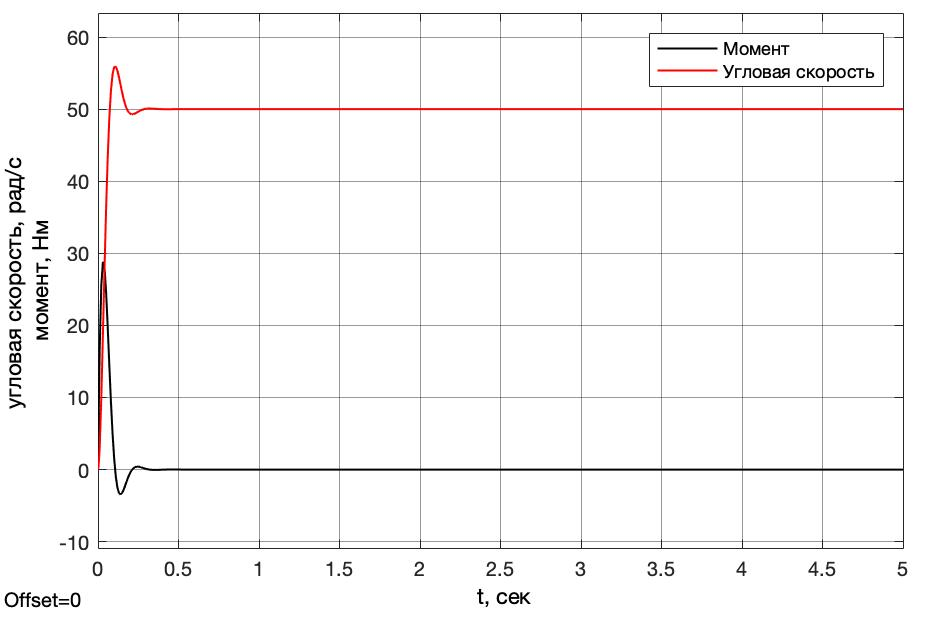 Момент
Угловая скорость
угловая скорость, рад/с
момент, Нм
60
50
40
30
20
10
0
-10
0 0.5 1 1.5 2 2.5 3 3.5 4 4.5 5
t, сек
Offset=0